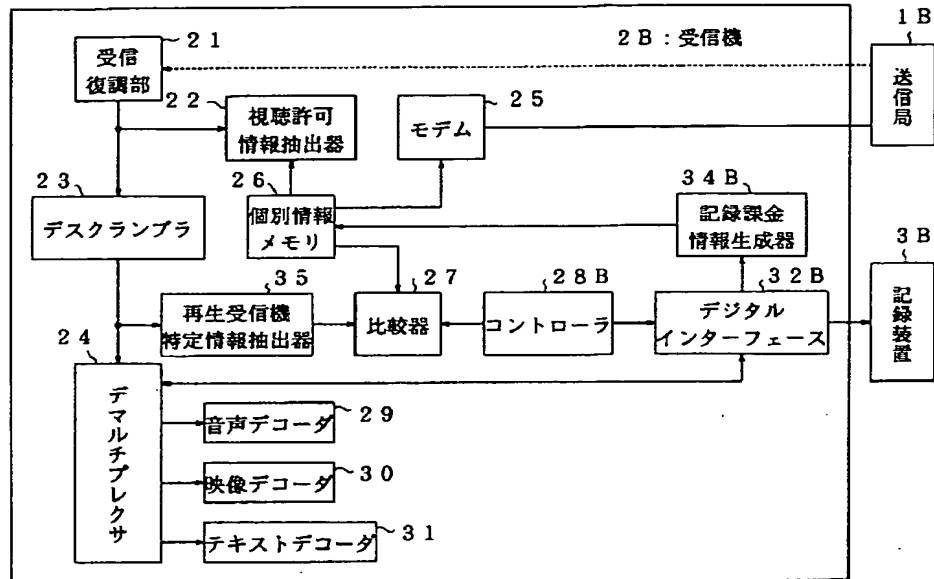 21
受信
復調部
2B:受信機
1B
送信局
22
視聴許可
情報抽出器
25
モデム
23
デスクランブラ
26
個別情報
メモリ
34B
記録課金
情報生成器
3B
記録装置
35
再生受信機
特定情報抽出器
27
比較器
28B
コントローラ
32B
デジタル
インターフェース
24
デマルチプレクサ
音声デコーダ
29
映像デコーダ
30
テキストデコーダ
31